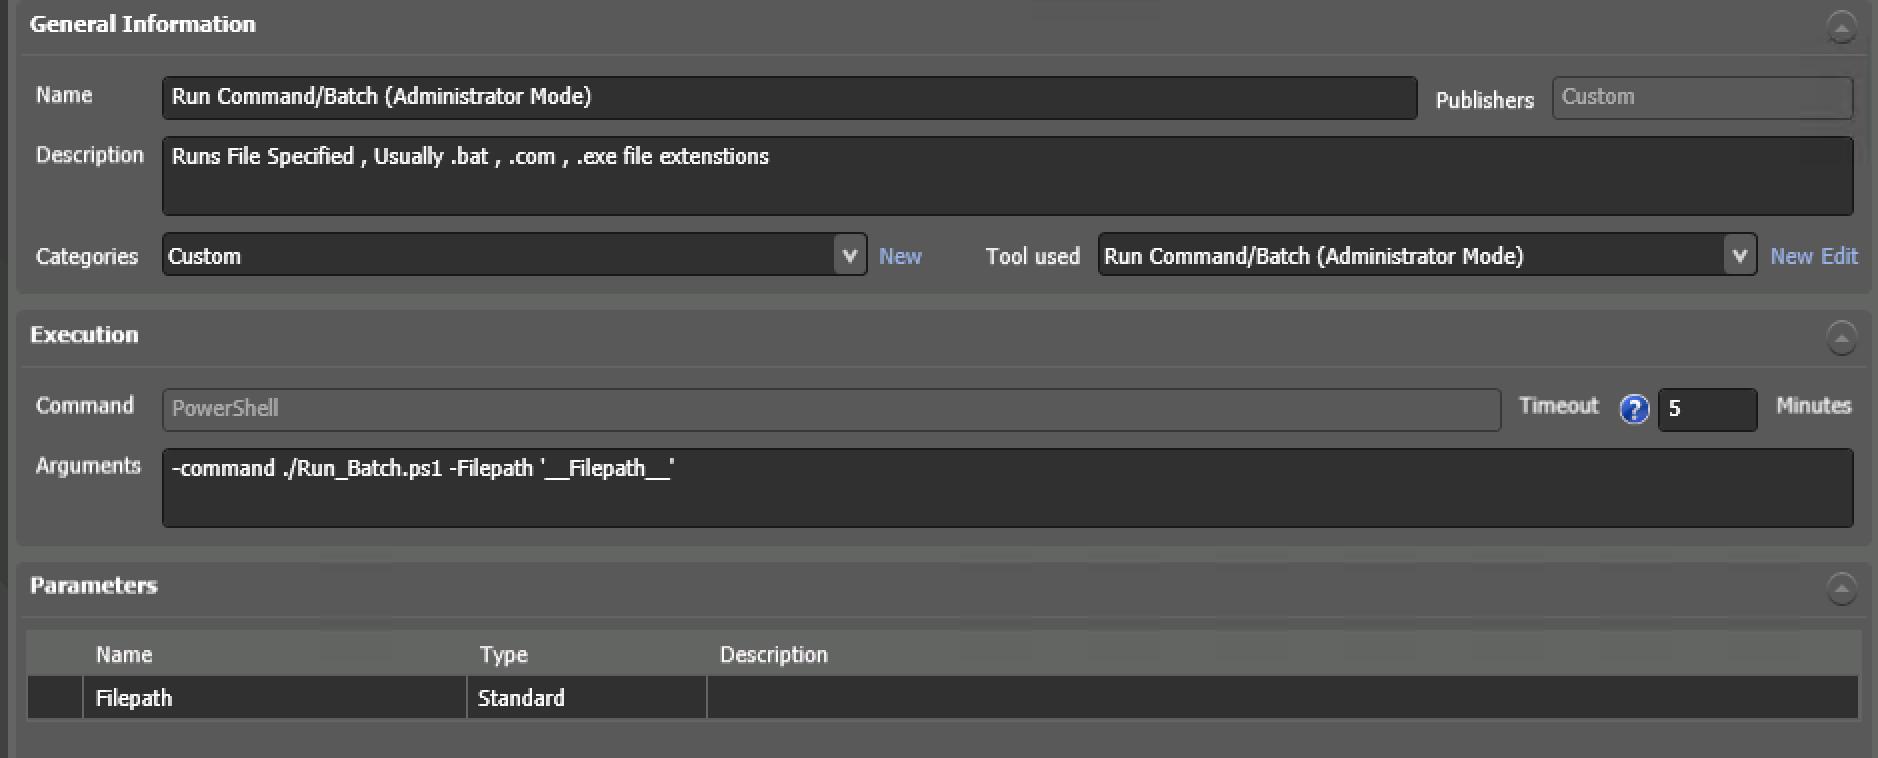 General Information
Name Run Command/Batch (Administrator Mode) Publishers Custom
Description Runs File Specified , Usually .bat , .com , .exe file extenstions
Categories Custom New Tool used Run Command/Batch (Administrator Mode) New Edit
Execution
Command PowerShell Timeout ? 5 Minutes
Arguments -command ./Run_Batch.ps1 -Filepath '__Filepath__'
Parameters
Name Type Description
Filepath Standard